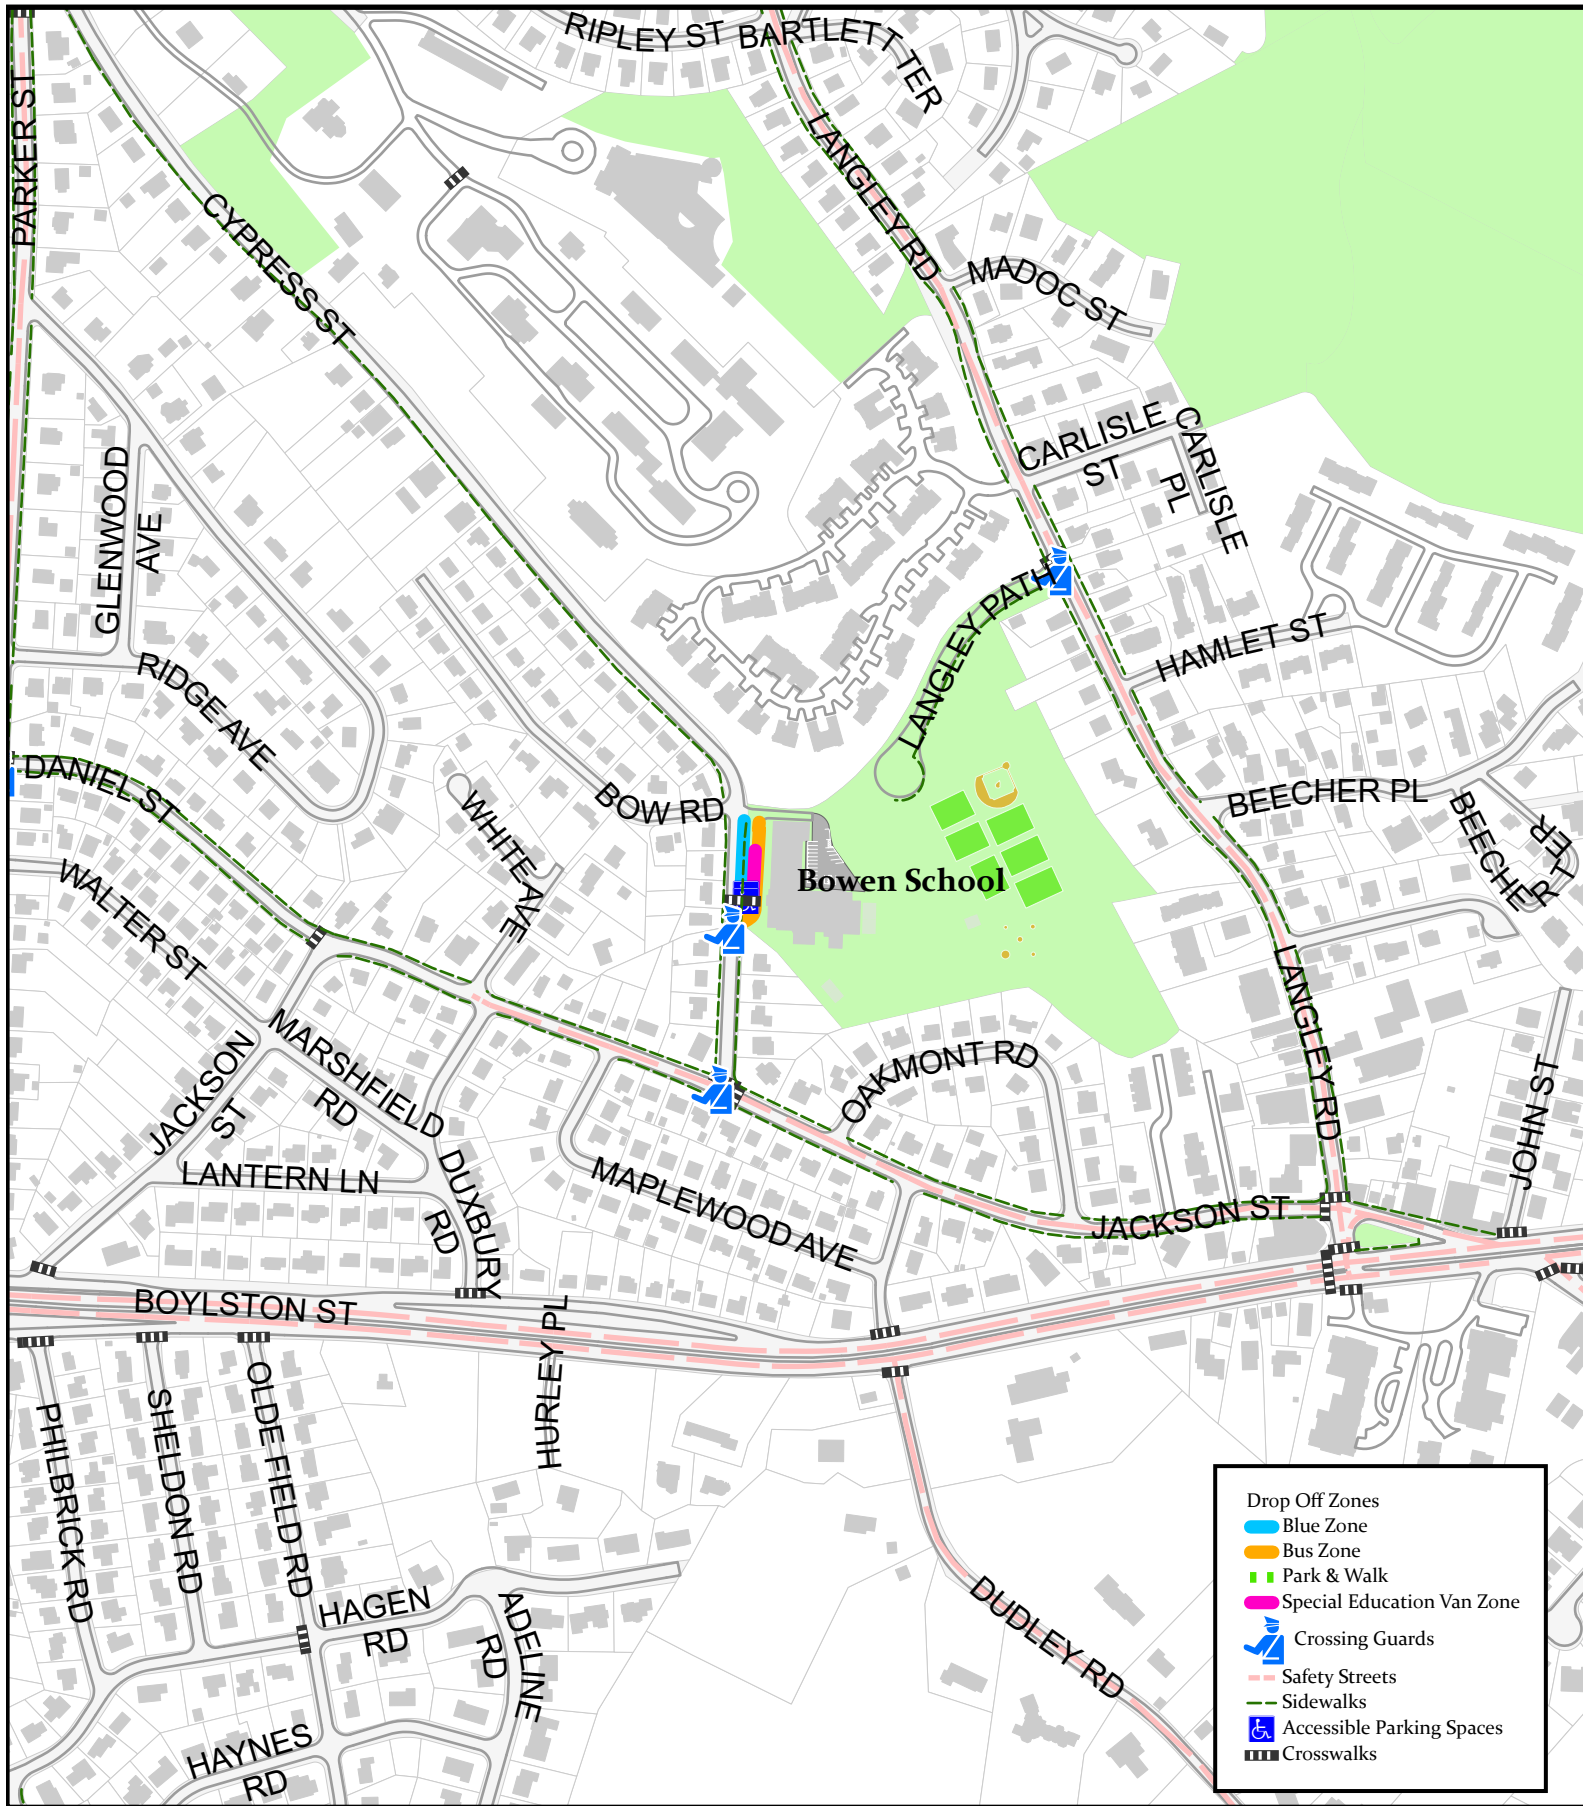 RIPLEY ST
BARTLETT TER
PARKER ST
LANGLEY RD
CYPRESS ST
MADOC ST
CARLISLE
ST
CARLISLE
PL
GLENWOOD
AVE
LANGLEY PATH
HAMLET ST
RIDGE AVE
DANIEL ST
BOW RD
WHITE AVE
BEECHER PL
BEECHER TER
WALTER ST
Bowen School
LANGLEY RD
JACKSON
ST
MARSHFIELD
RD
OAKMONT RD
JOHN ST
LANTERN LN
DUXBURY
RD
MAPLEWOOD AVE
JACKSON ST
BOYLSTON ST
HURLEY PL
PHILBRICK RD
SHELDON RD
OLDE FIELD RD
HAGEN
RD
ADELINE
RD
DUDLEY RD
HAYNES
RD
Drop Off Zones
Blue Zone
Bus Zone
Park & Walk
Special Education Van Zone
Crossing Guards
Safety Streets
Sidewalks
Accessible Parking Spaces
Crosswalks